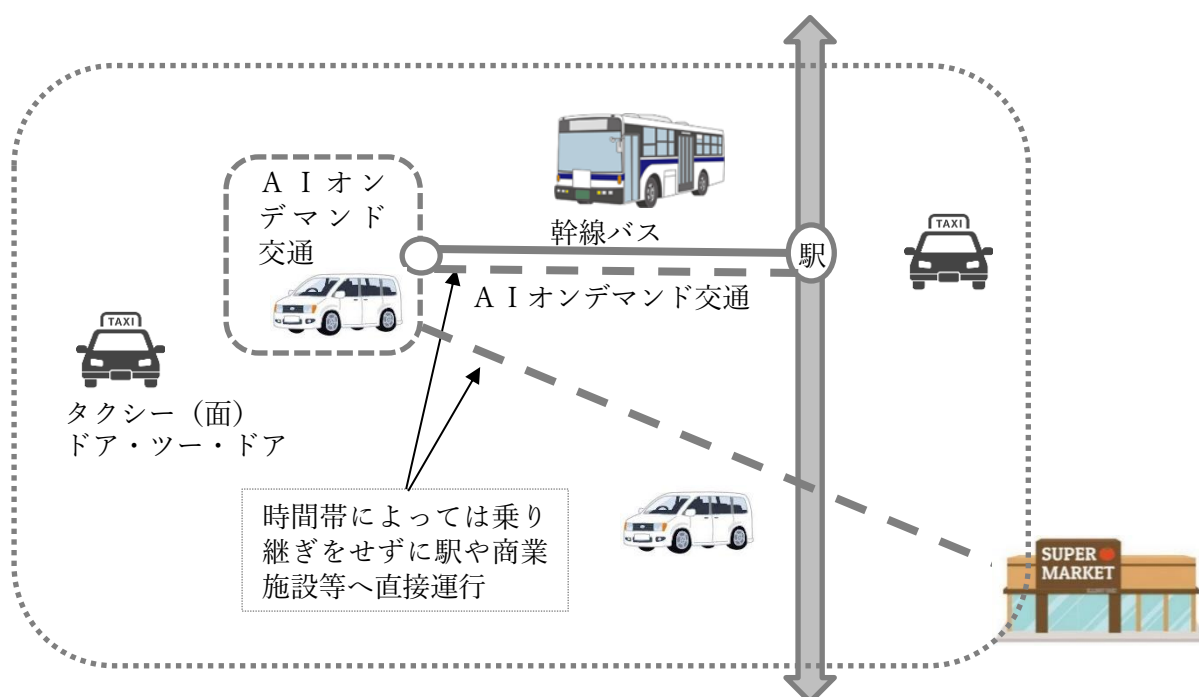 ＡＩオン
デマンド
交通
幹線バス
駅
TAXI
ＡＩオンデマンド交通
TAXI
タクシー（面）
ドア・ツー・ドア
時間帯によっては乗り
継ぎをせずに駅や商業
施設等へ直接運行
SUPER
MARKET